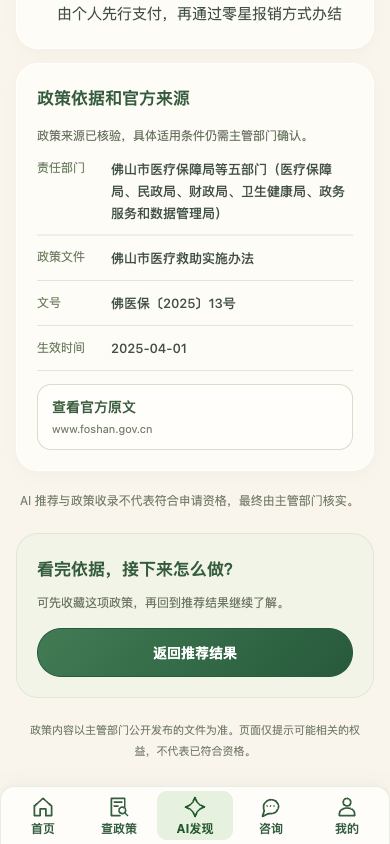 由个人先行支付，再通过零星报销方式办结
政策依据和官方来源
政策来源已核验，具体适用条件仍需主管部门确认。
责任部门
佛山市医疗保障局等五部门（医疗保障
局、民政局、财政局、卫生健康局、政务
服务和数据管理局）
政策文件
佛山市医疗救助实施办法
文号
佛医保〔2025〕13号
生效时间
2025-04-01
查看官方原文
www.foshan.gov.cn
AI 推荐与政策收录不代表符合申请资格，最终由主管部门核实。
看完依据，接下来怎么做？
可先收藏这项政策，再回到推荐结果继续了解。
返回推荐结果
政策内容以主管部门公开发布的文件为准。页面仅提示可能相关的权
益，不代表已符合资格。
首页
查政策
AI发现
咨询
我的